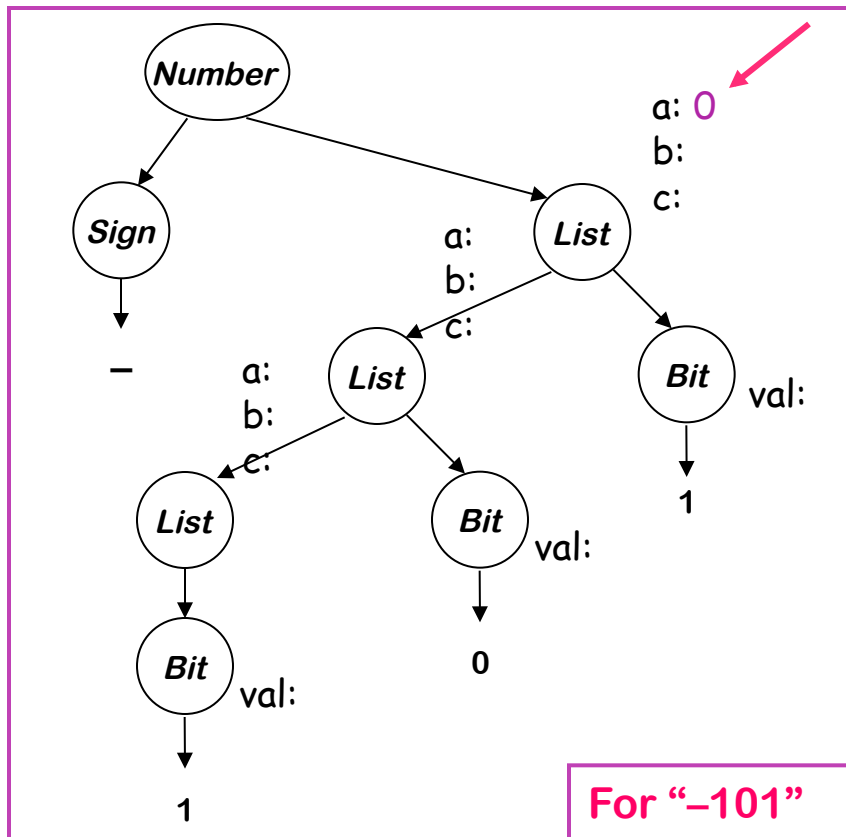 Number
a: 0
b:
c:
Sign
List
a:
b:
c:
–
List
Bit
val:
a:
b:
c:
1
List
Bit
val:
Bit
val:
0
1
For “–101”